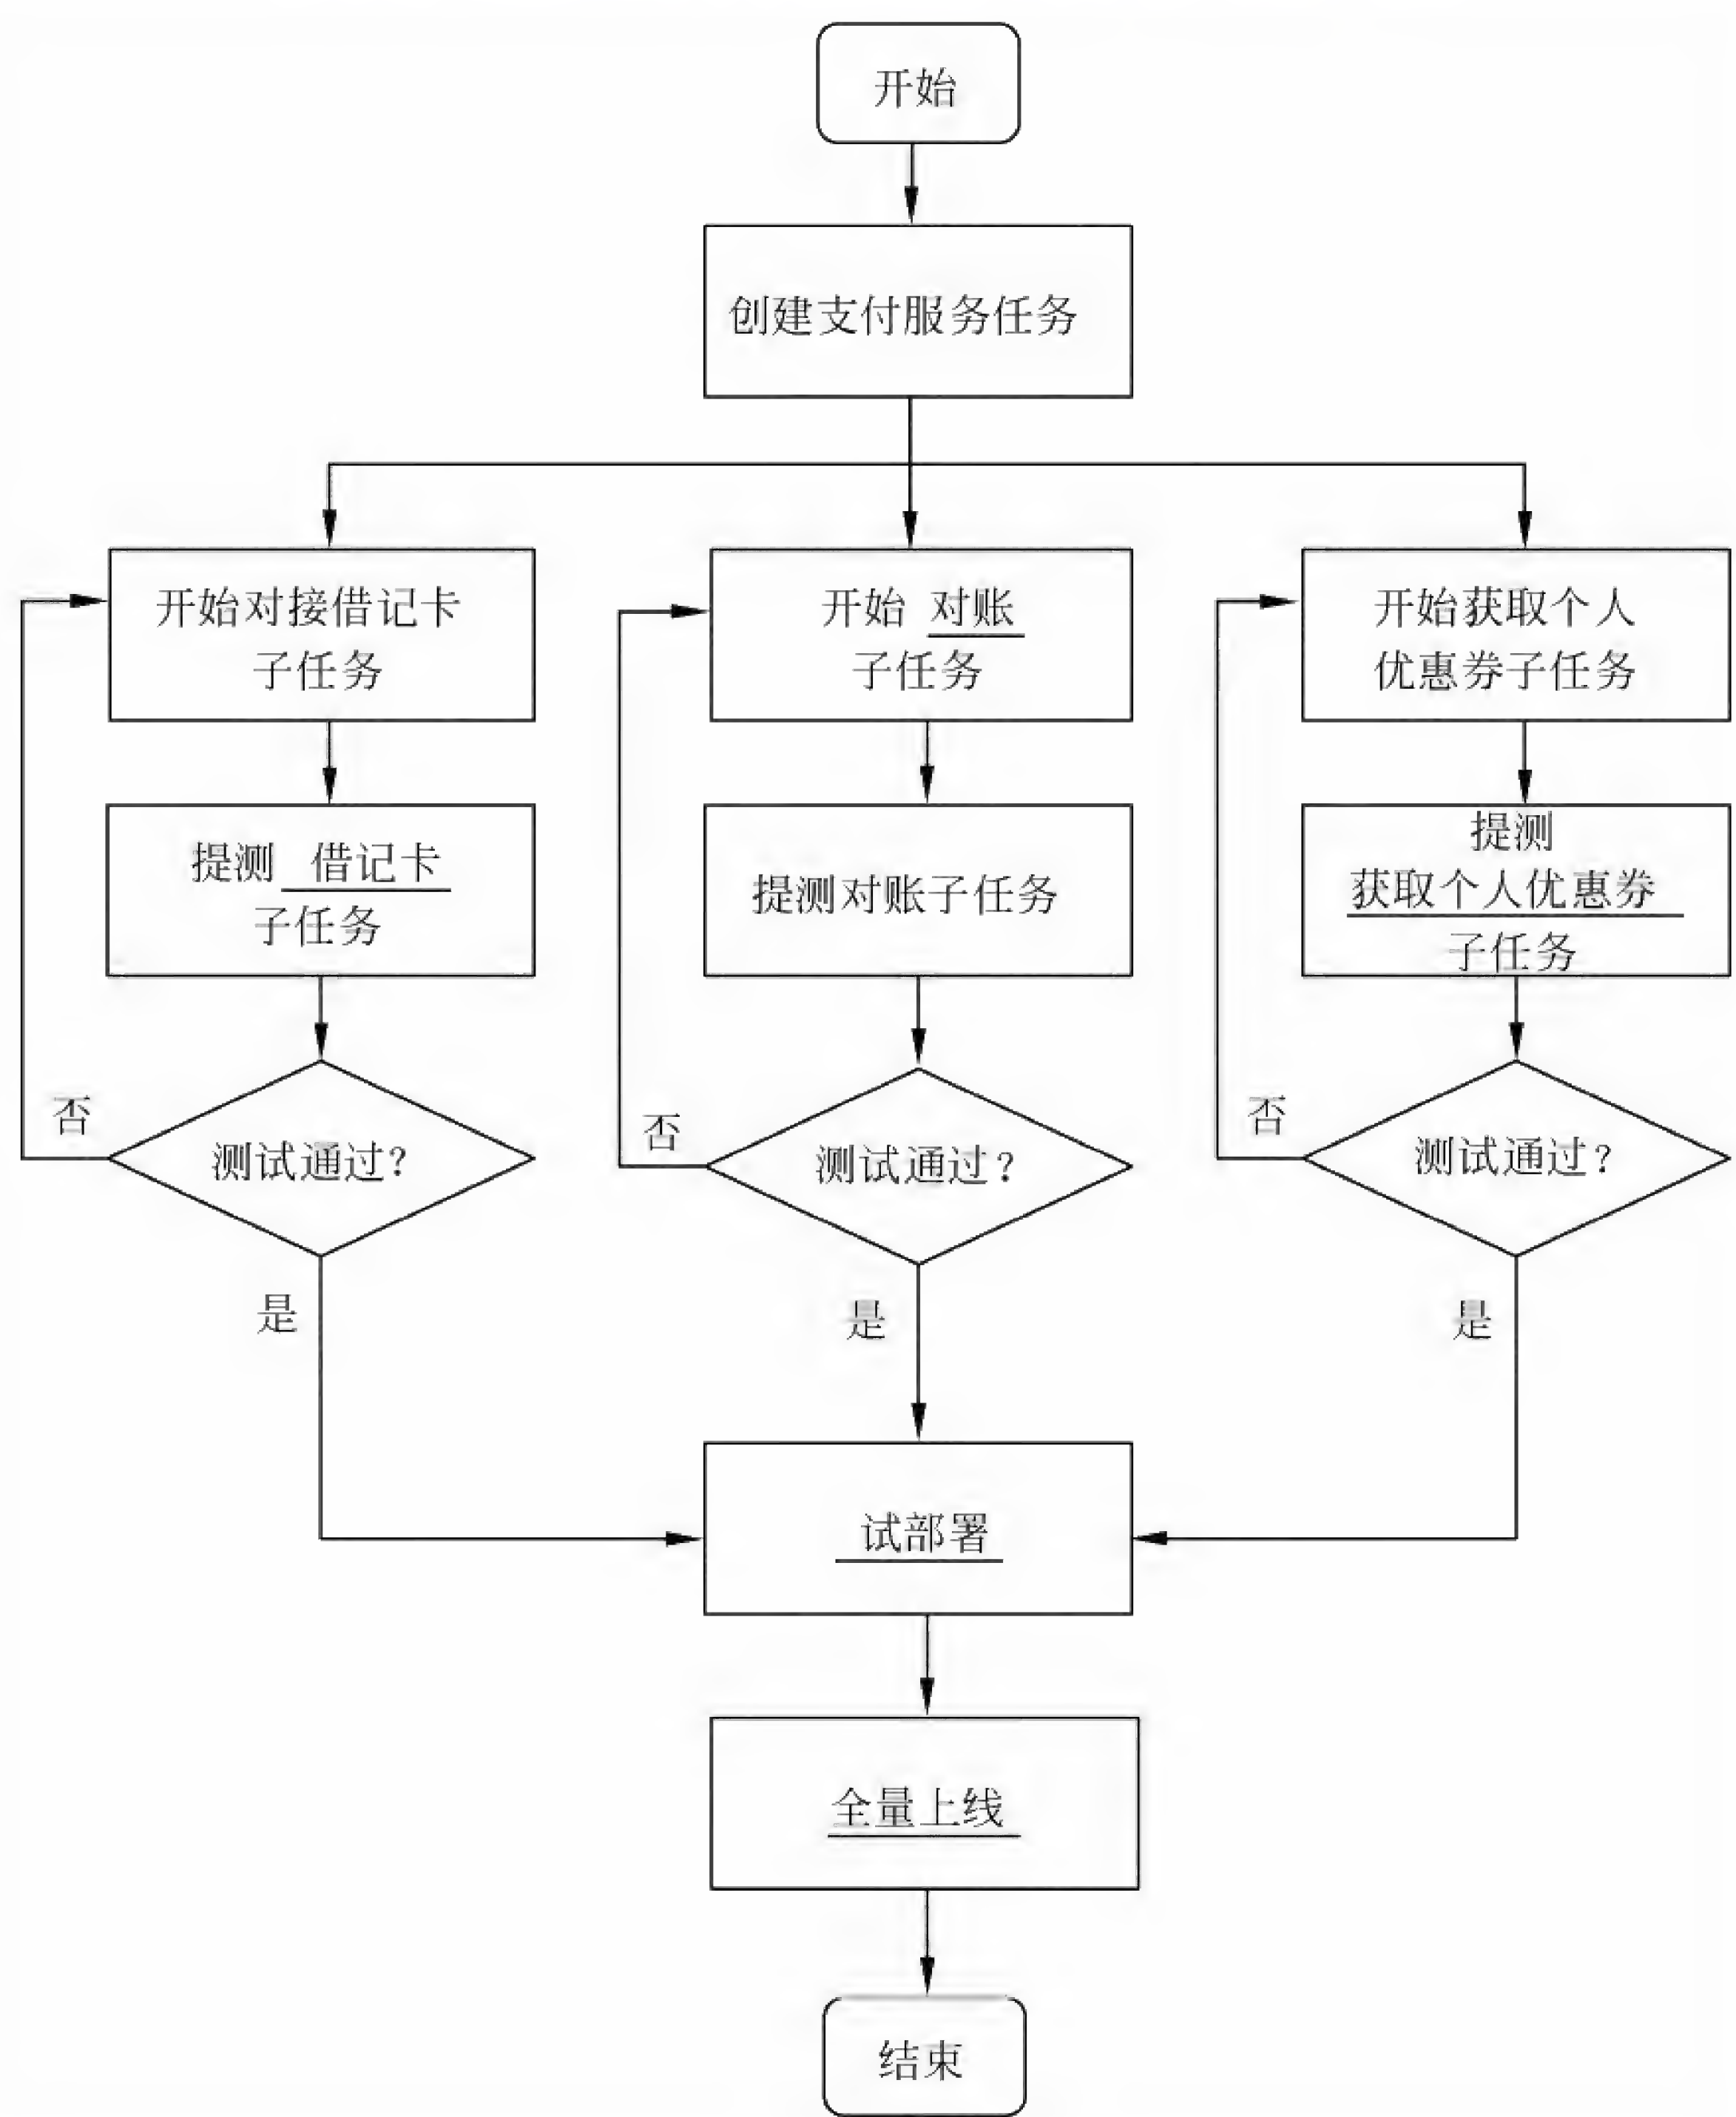 开始
创建支付服务任务
开始对接借记卡
子任务
开始 对账
子任务
开始获取个人
优惠券子任务
提测 借记卡
子任务
提测对账子任务
提测
获取个人优惠券
子任务
否
测试通过?
否
测试通过?
否
测试通过?
是
是
是
试部署
全量上线
结束